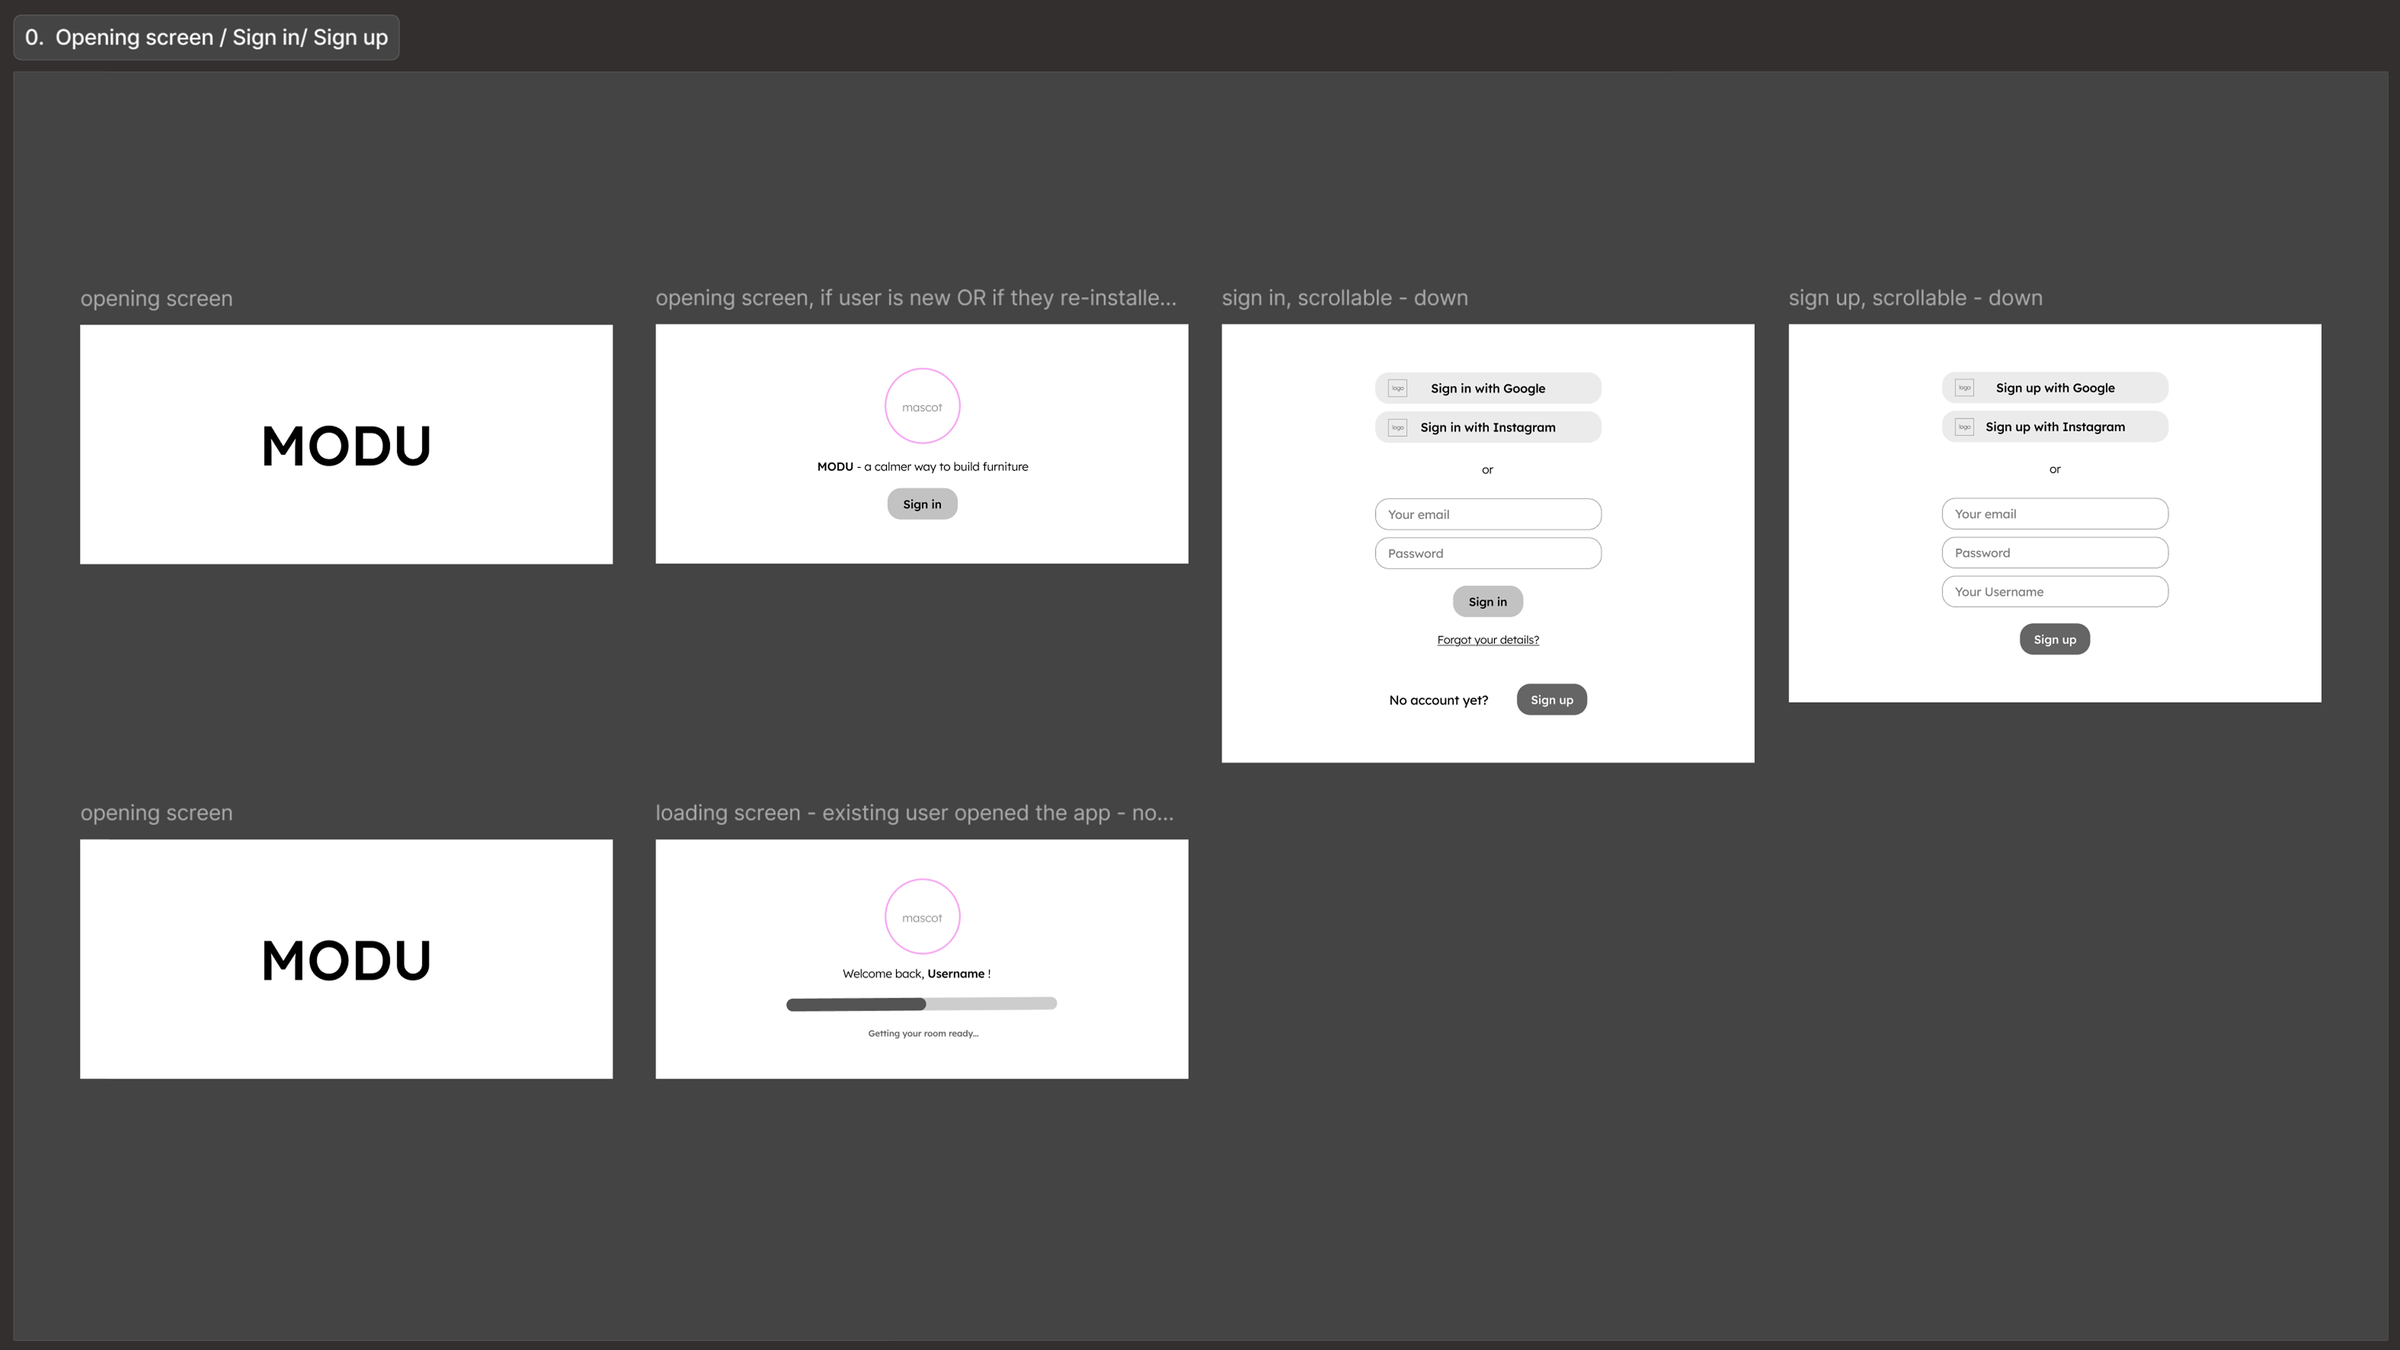 0. Opening screen / Sign in/ Sign up
opening screen
MODU
opening screen, if user is new OR if they re-installe...
mascot
MODU - a calmer way to build furniture
Sign in
sign in, scrollable - down
logo Sign in with Google
logo Sign in with Instagram
or
Your email
Password
Sign in
Forgot your details?
No account yet? Sign up
sign up, scrollable - down
logo Sign up with Google
logo Sign up with Instagram
or
Your email
Password
Your Username
Sign up
opening screen
MODU
loading screen - existing user opened the app - no...
mascot
Welcome back, Username !
Getting your room ready...